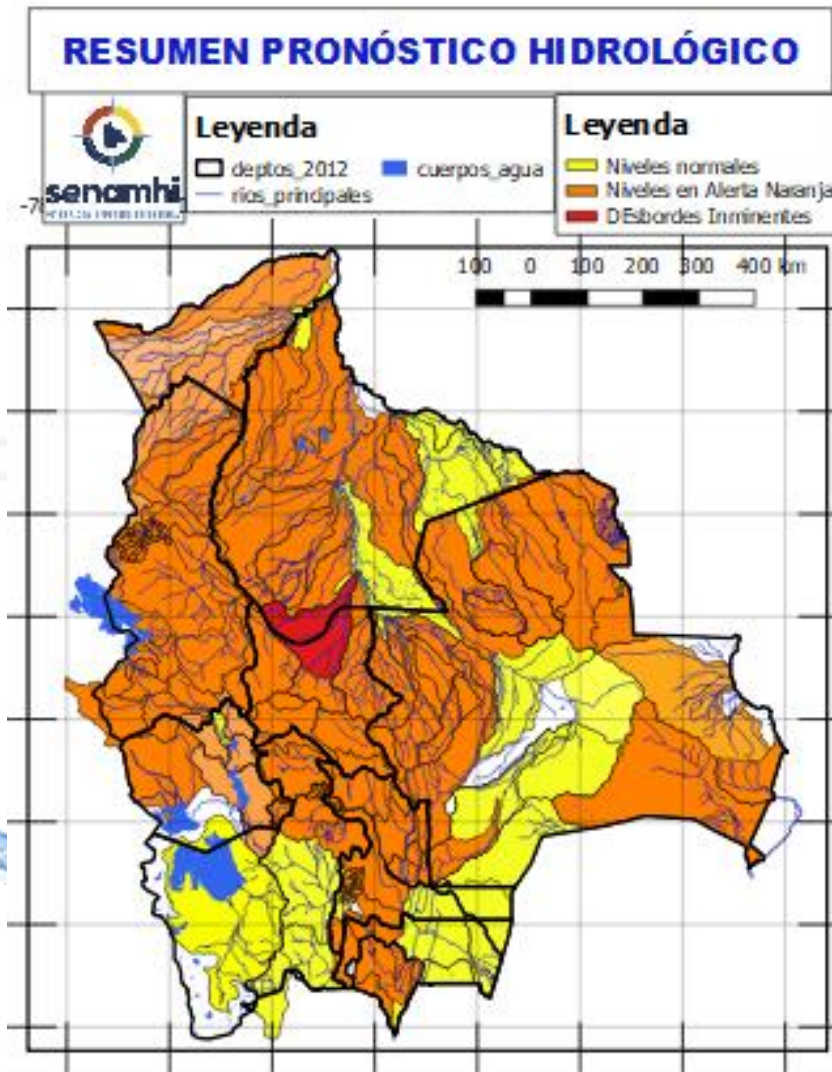 RESUMEN PRONÓSTICO HIDROLÓGICO
senamhi
Leyenda
deptos_2012
cuerpos_agua
rios_principales
Leyenda
Niveles normales
Niveles en Alerta Naranja
DEsbordes Inminentes
100 0 100 200 300 400 km